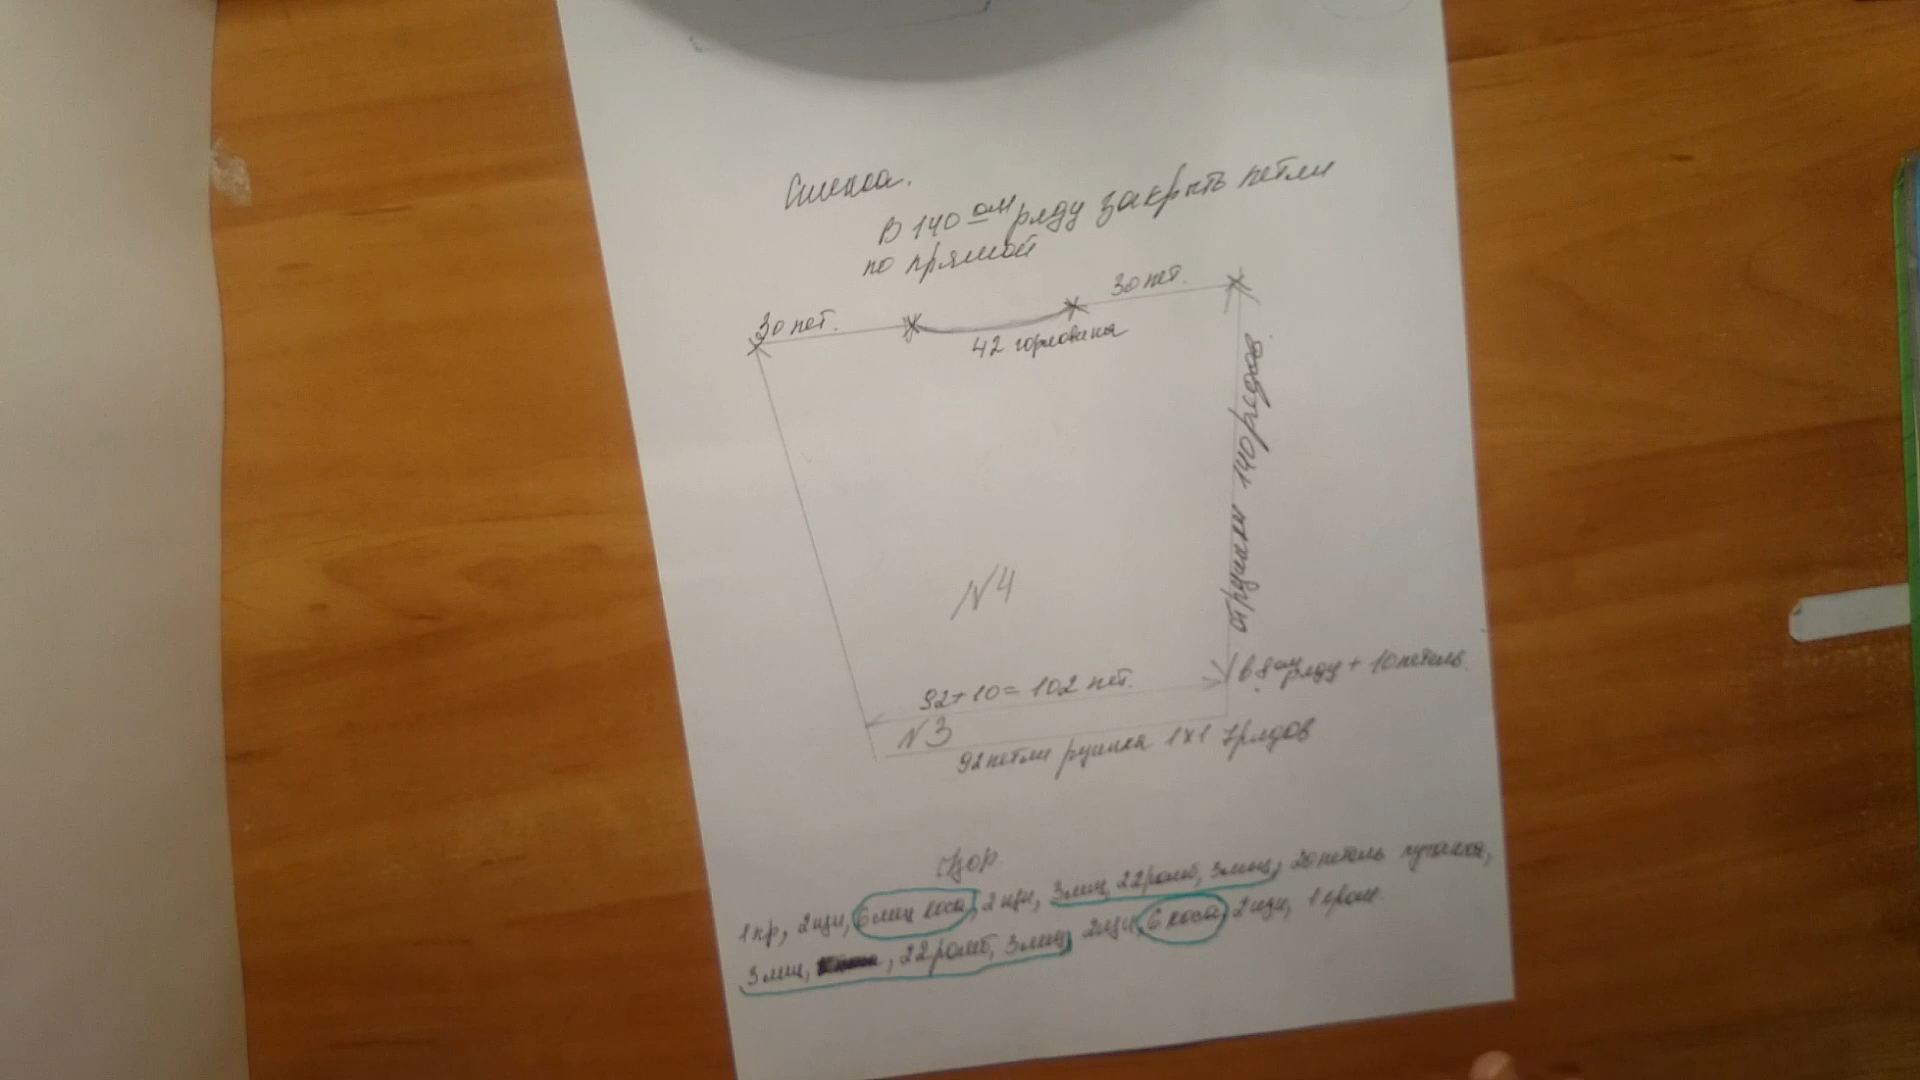 Спинка.
В 140ом ряду закрыть петли
по прямой
30 пет.
30 пет.
42 горловина
140 рядов.
N4
в 8ом ряду + 10 петель.
92+10=102 пет.
N3
92 петли резинка 1х1 7 рядов
Узор.
1 кр, 2 изн, 6 лиц коса, 2 изн, 3 лиц, 22 ромб, 3 лиц, 20 петель путанка,
3 лиц, , 22 ромб, 3 лиц, 2 изн, 6 коса, 2 изн, 1 кром.